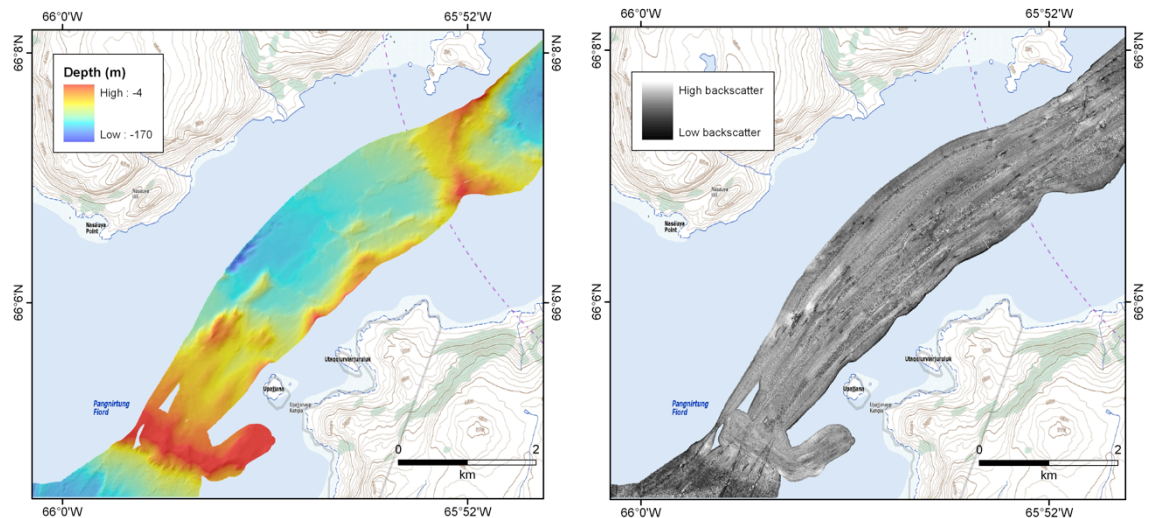 66°0'W
65°52'W
66°8'N
66°8'N
Depth (m)
High : -4
Low : -170
Nasauya
Point
66°6'N
66°6'N
Pangnirtung
Fiord
0
2
km
66°0'W
65°52'W
66°0'W
65°52'W
66°8'N
66°8'N
High backscatter
Low backscatter
Nasauya
Point
66°6'N
66°6'N
Pangnirtung
Fiord
0
2
km
66°0'W
65°52'W